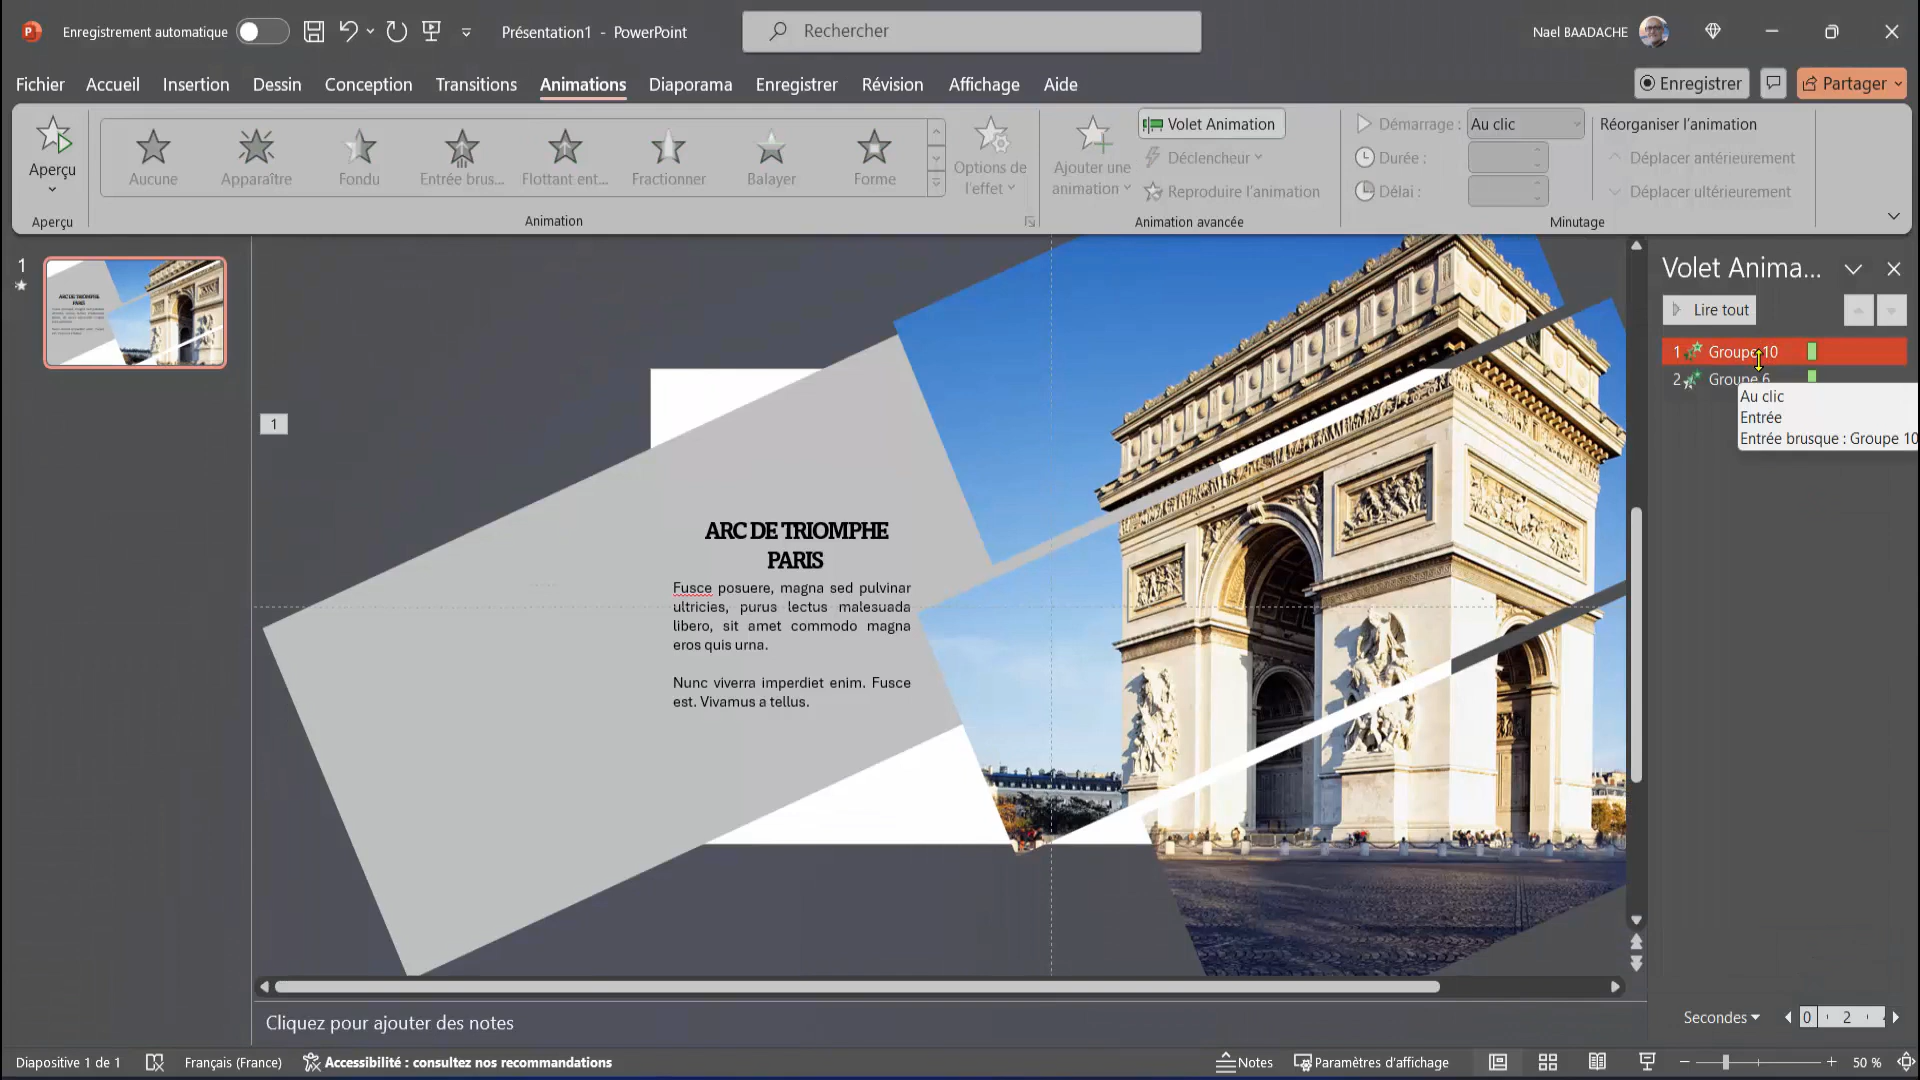 Enregistrement automatique
Présentation1 - PowerPoint
Rechercher
Nael BAADACHE
Fichier Accueil Insertion Dessin Conception Transitions Animations Diaporama Enregistrer Révision Affichage Aide
Enregistrer
Partager
Aperçu
Aucune Apparaître Fondu Entrée brus... Flottant ent... Fractionner Balayer Forme
Options de
l'effet
Ajouter une
animation
Volet Animation
Déclencheur
Reproduire l'animation
Démarrage : Au clic
Durée :
Délai :
Réorganiser l'animation
Déplacer antérieurement
Déplacer ultérieurement
Aperçu
Animation
Animation avancée
Minutage
1
ARC DE TRIOMPHE
PARIS
1
ARC DE TRIOMPHE
PARIS
Fusce posuere, magna sed pulvinar
ultricies, purus lectus malesuada
libero, sit amet commodo magna
eros quis urna.
Nunc viverra imperdiet enim. Fusce
est. Vivamus a tellus.
Volet Anima...
Lire tout
1 Groupe 10
2 Groupe 6
Au clic
Entrée
Entrée brusque : Groupe 10
Secondes
0 2
Cliquez pour ajouter des notes
Diapositive 1 de 1
Français (France)
Accessibilité : consultez nos recommandations
Notes
Paramètres d'affichage
50 %